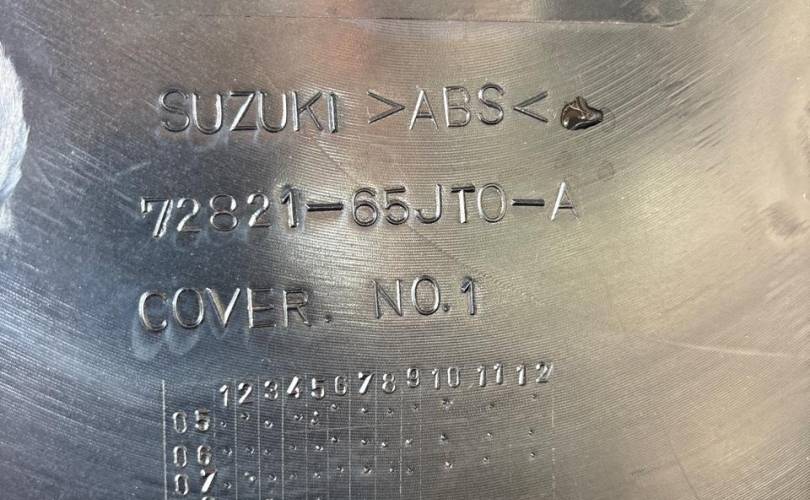 SUZUKI >ABS<
72821-65JT0-A
COVER. NO.1
1 2 3 4 5 6 7 8 9 10 11 12
05
06
07